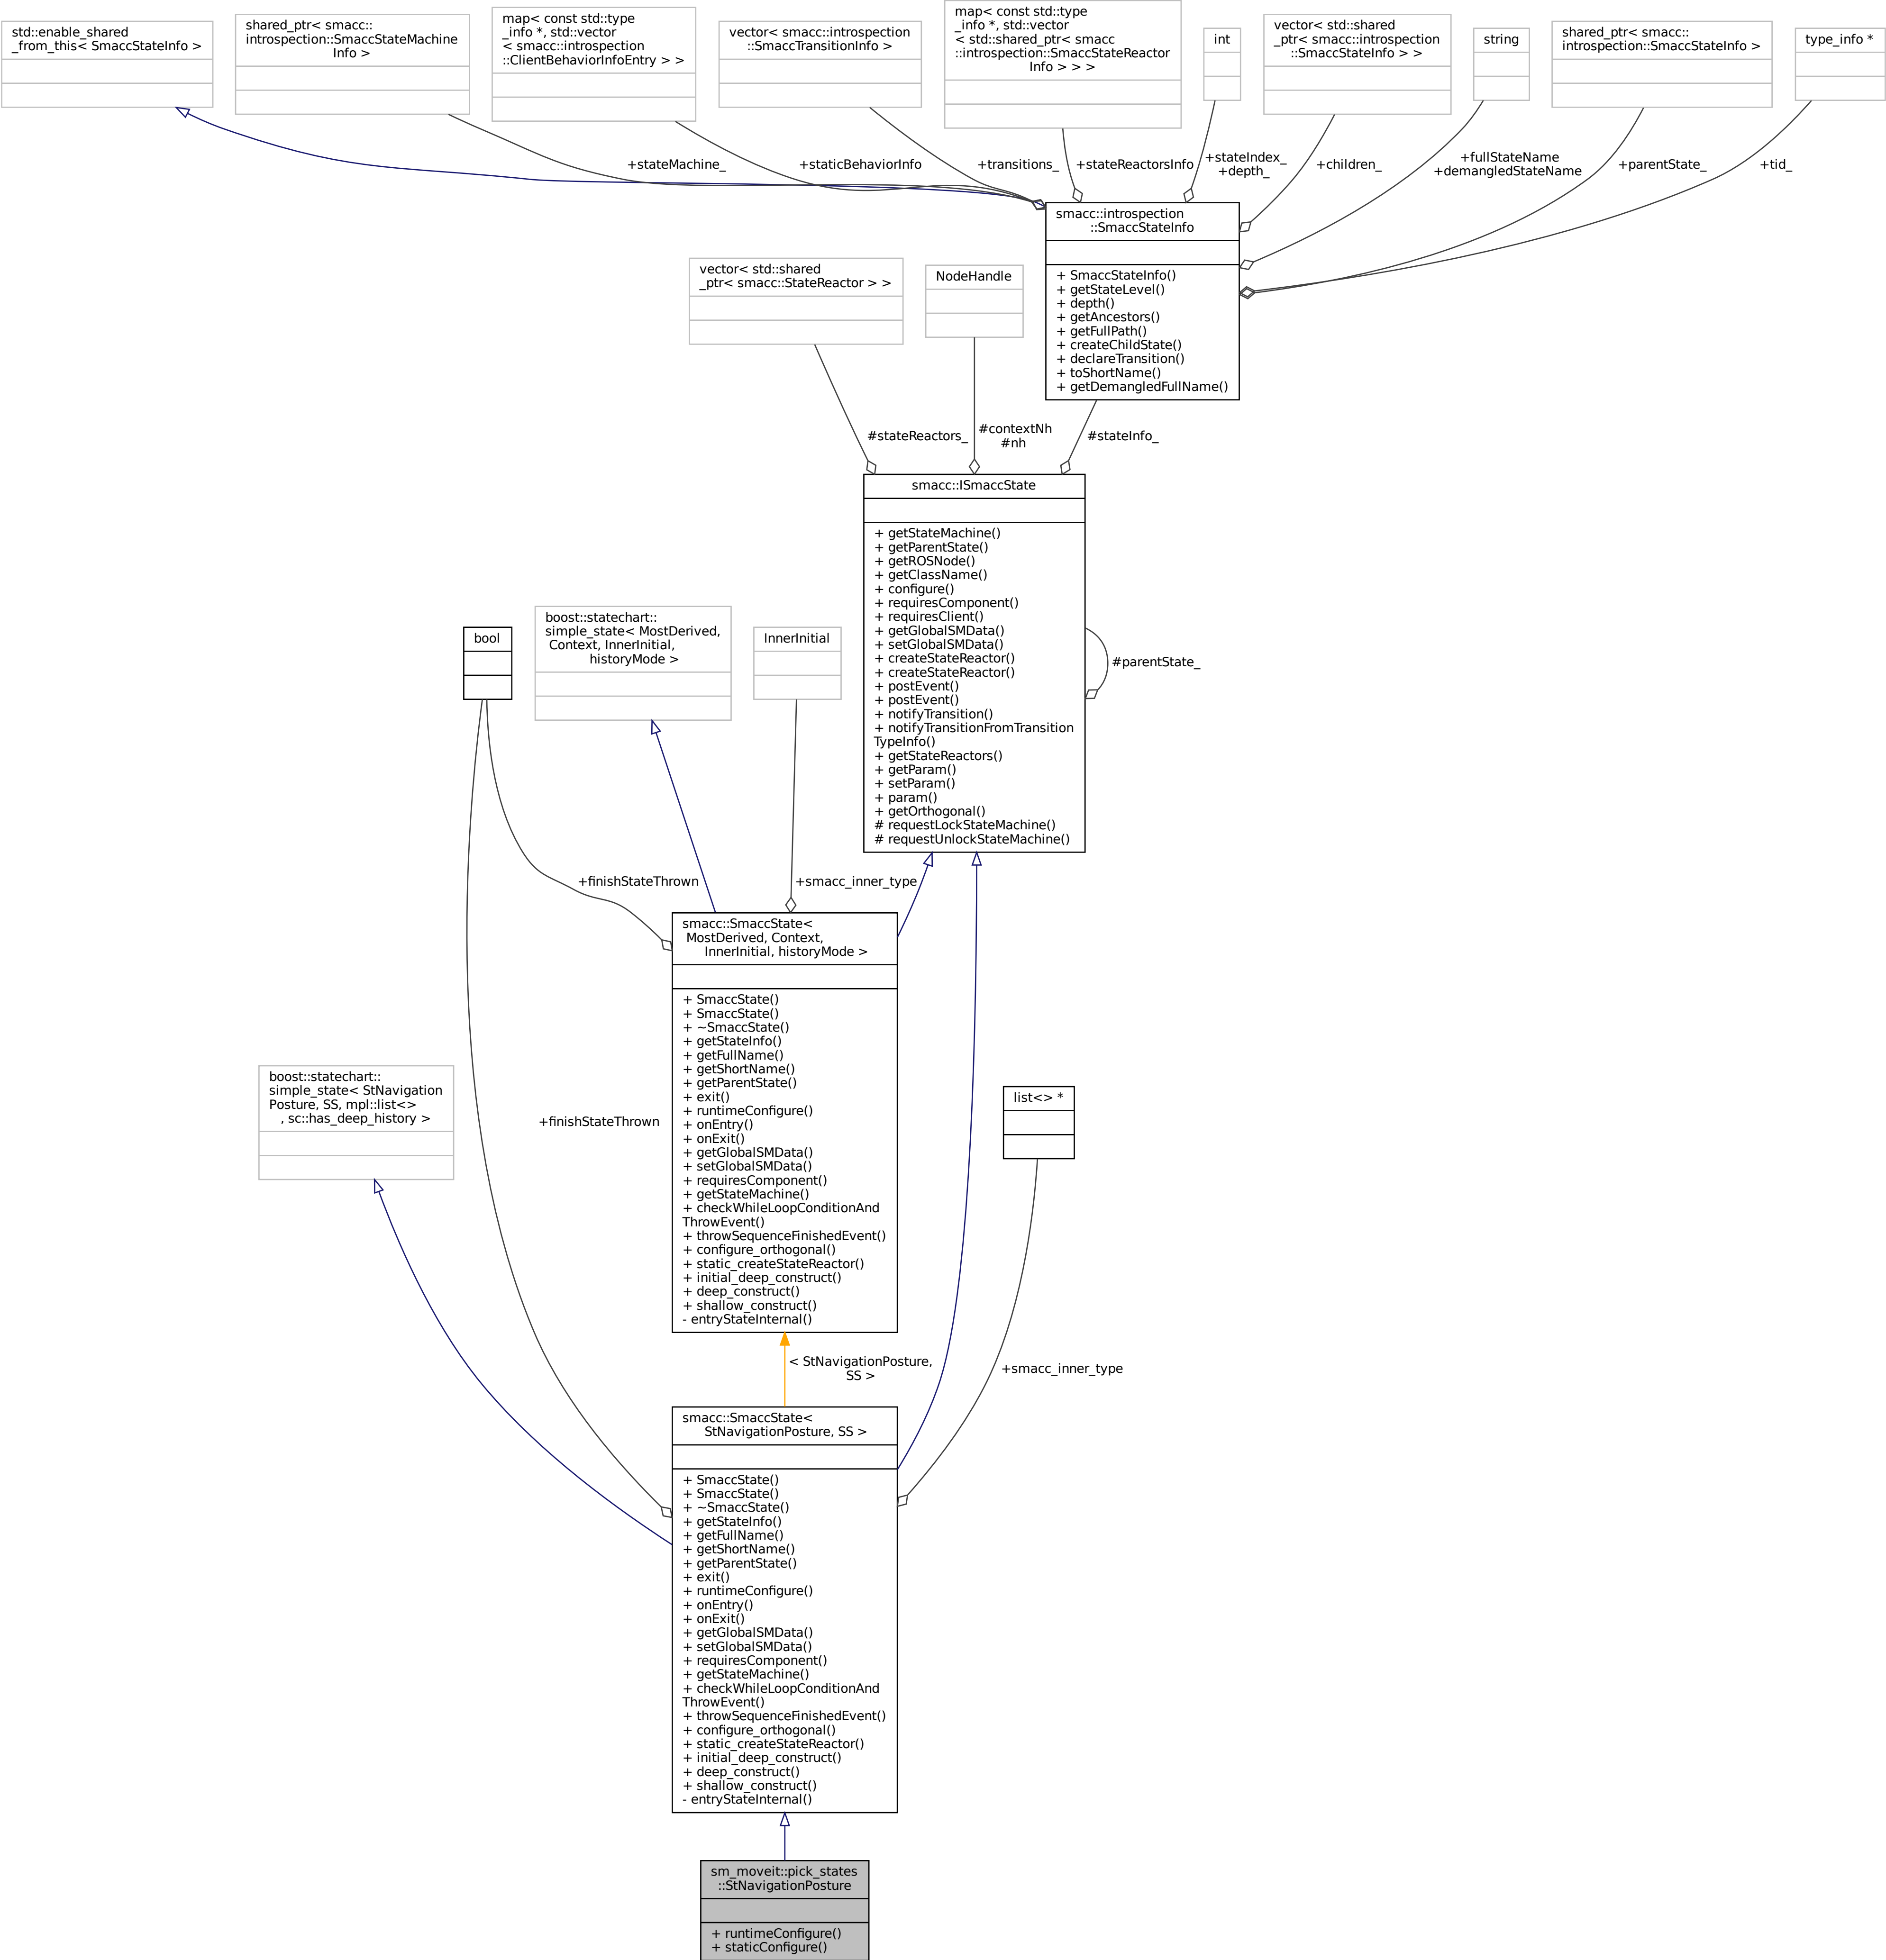 std::enable_shared
_from_this< SmaccStateInfo >
shared_ptr< smacc::
introspection::SmaccStateMachine
Info >
map< const std::type
_info *, std::vector
< smacc::introspection
::ClientBehaviorInfoEntry > >
vector< smacc::introspection
::SmaccTransitionInfo >
map< const std::type
_info *, std::vector
< std::shared_ptr< smacc
::introspection::SmaccStateReactor
Info > > >
int
vector< std::shared
_ptr< smacc::introspection
::SmaccStateInfo > >
string
shared_ptr< smacc::
introspection::SmaccStateInfo >
type_info *
+stateMachine_
+staticBehaviorInfo
+transitions_
+stateReactorsInfo
+stateIndex_
+depth_
+children_
+fullStateName
+demangledStateName
+parentState_
+tid_
smacc::introspection
::SmaccStateInfo
+ SmaccStateInfo()
+ getStateLevel()
+ depth()
+ getAncestors()
+ getFullPath()
+ createChildState()
+ declareTransition()
+ toShortName()
+ getDemangledFullName()
vector< std::shared
_ptr< smacc::StateReactor > >
NodeHandle
#stateReactors_
#contextNh
#nh
#stateInfo_
smacc::ISmaccState
+ getStateMachine()
+ getParentState()
+ getROSNode()
+ getClassName()
+ configure()
+ requiresComponent()
+ requiresClient()
+ getGlobalSMData()
+ setGlobalSMData()
+ createStateReactor()
+ createStateReactor()
+ postEvent()
+ postEvent()
+ notifyTransition()
+ notifyTransitionFromTransition
TypeInfo()
+ getStateReactors()
+ getParam()
+ setParam()
+ param()
+ getOrthogonal()
# requestLockStateMachine()
# requestUnlockStateMachine()
#parentState_
bool
boost::statechart::
simple_state< MostDerived,
Context, InnerInitial,
historyMode >
InnerInitial
+finishStateThrown
+smacc_inner_type
smacc::SmaccState<
MostDerived, Context,
InnerInitial, historyMode >
+ SmaccState()
+ SmaccState()
+ ~SmaccState()
+ getStateInfo()
+ getFullName()
+ getShortName()
+ getParentState()
+ exit()
+ runtimeConfigure()
+ onEntry()
+ onExit()
+ getGlobalSMData()
+ setGlobalSMData()
+ requiresComponent()
+ getStateMachine()
+ checkWhileLoopConditionAnd
ThrowEvent()
+ throwSequenceFinishedEvent()
+ configure_orthogonal()
+ static_createStateReactor()
+ initial_deep_construct()
+ deep_construct()
+ shallow_construct()
- entryStateInternal()
boost::statechart::
simple_state< StNavigation
Posture, SS, mpl::list<>
, sc::has_deep_history >
+finishStateThrown
list<> *
< StNavigationPosture,
SS >
+smacc_inner_type
smacc::SmaccState<
StNavigationPosture, SS >
+ SmaccState()
+ SmaccState()
+ ~SmaccState()
+ getStateInfo()
+ getFullName()
+ getShortName()
+ getParentState()
+ exit()
+ runtimeConfigure()
+ onEntry()
+ onExit()
+ getGlobalSMData()
+ setGlobalSMData()
+ requiresComponent()
+ getStateMachine()
+ checkWhileLoopConditionAnd
ThrowEvent()
+ throwSequenceFinishedEvent()
+ configure_orthogonal()
+ static_createStateReactor()
+ initial_deep_construct()
+ deep_construct()
+ shallow_construct()
- entryStateInternal()
sm_moveit::pick_states
::StNavigationPosture
+ runtimeConfigure()
+ staticConfigure()